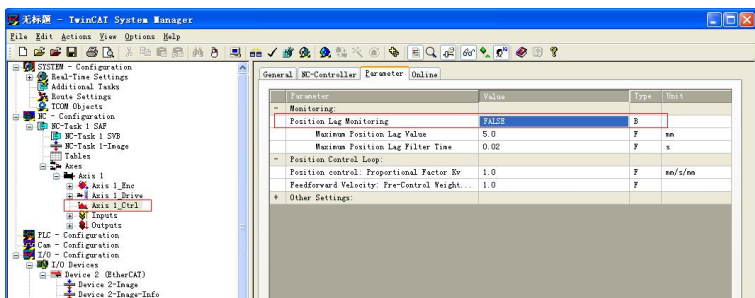 无标题 - TwinCAT System Manager
File Edit Actions View Options Help
SYSTEM - Configuration
Real-Time Settings
Additional Tasks
Route Settings
TCOM Objects
NC - Configuration
NC-Task 1 SAF
NC-Task 1 SVB
NC-Task 1-Image
Tables
Axes
Axis 1
Axis 1_Enc
Axis 1_Drive
Axis 1_Ctrl
Inputs
Outputs
PLC - Configuration
Cam - Configuration
I/O - Configuration
I/O Devices
Device 2 (EtherCAT)
Device 2-Image
Device 2-Image-Info
General NC-Controller Parameter Online
Parameter Value Type Unit
- Monitoring:
Position Lag Monitoring FALSE B
Maximum Position Lag Value 5.0 F mm
Maximum Position Lag Filter Time 0.02 F s
- Position Control Loop:
Position control: Proportional Factor Kv 1.0 F mm/s/mm
Feedforward Velocity: Pre-Control Weight... 1.0 F
+ Other Settings: